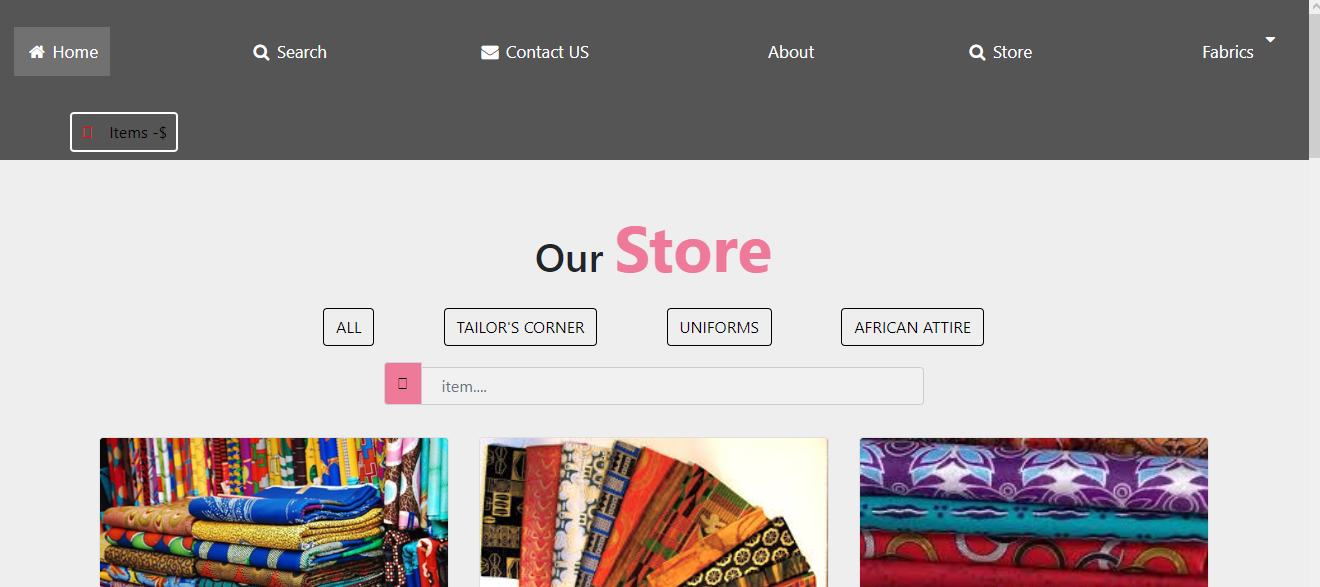 Home Search Contact US About Store Fabrics
Items -$
Our Store
ALL TAILOR'S CORNER UNIFORMS AFRICAN ATTIRE
item....